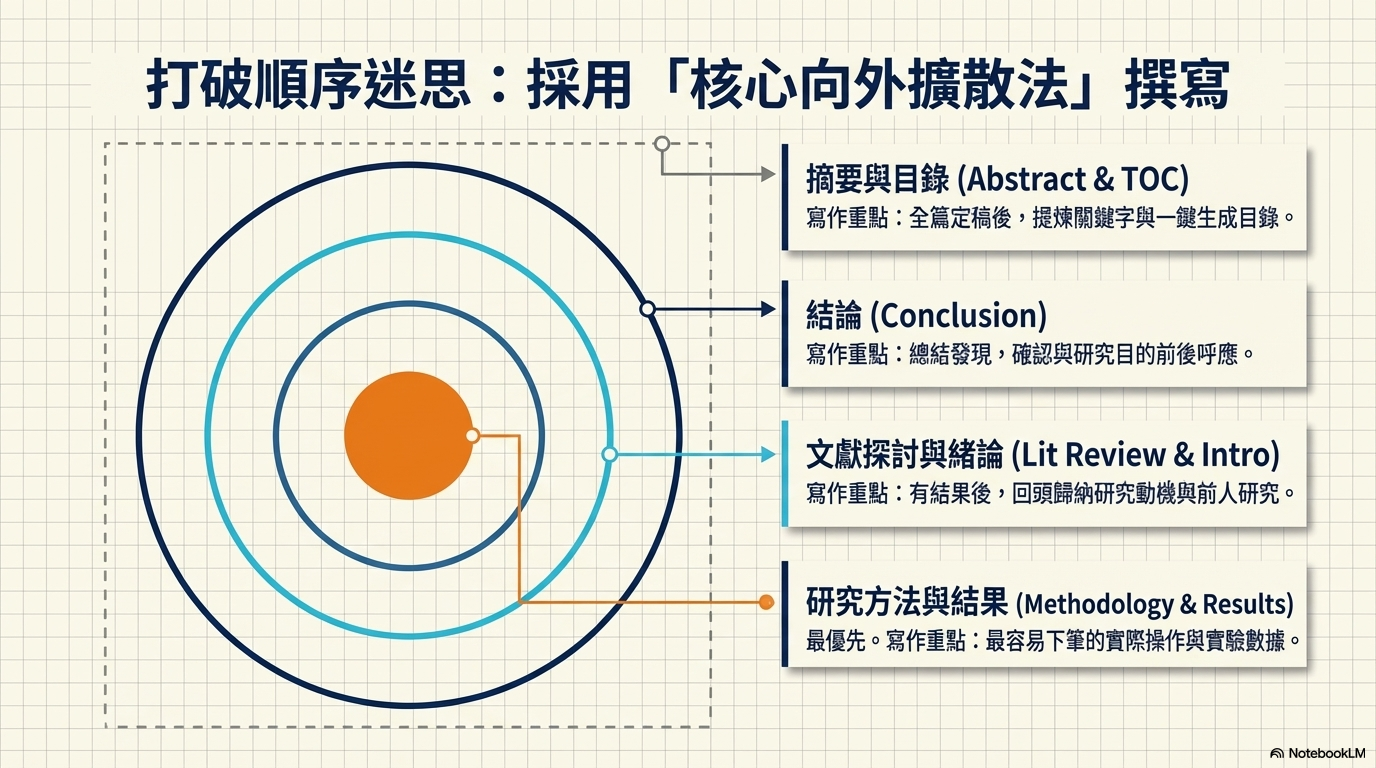 打破順序迷思：採用「核心向外擴散法」撰寫
摘要與目錄 (Abstract & TOC)
寫作重點：全篇定稿後，提煉關鍵字與一鍵生成目錄。
結論 (Conclusion)
寫作重點：總結發現，確認與研究目的前後呼應。
文獻探討與緒論 (Lit Review & Intro)
寫作重點：有結果後，回頭歸納研究動機與前人研究。
研究方法與結果 (Methodology & Results)
最優先。寫作重點：最容易下筆的實際操作與實驗數據。
NotebookLM